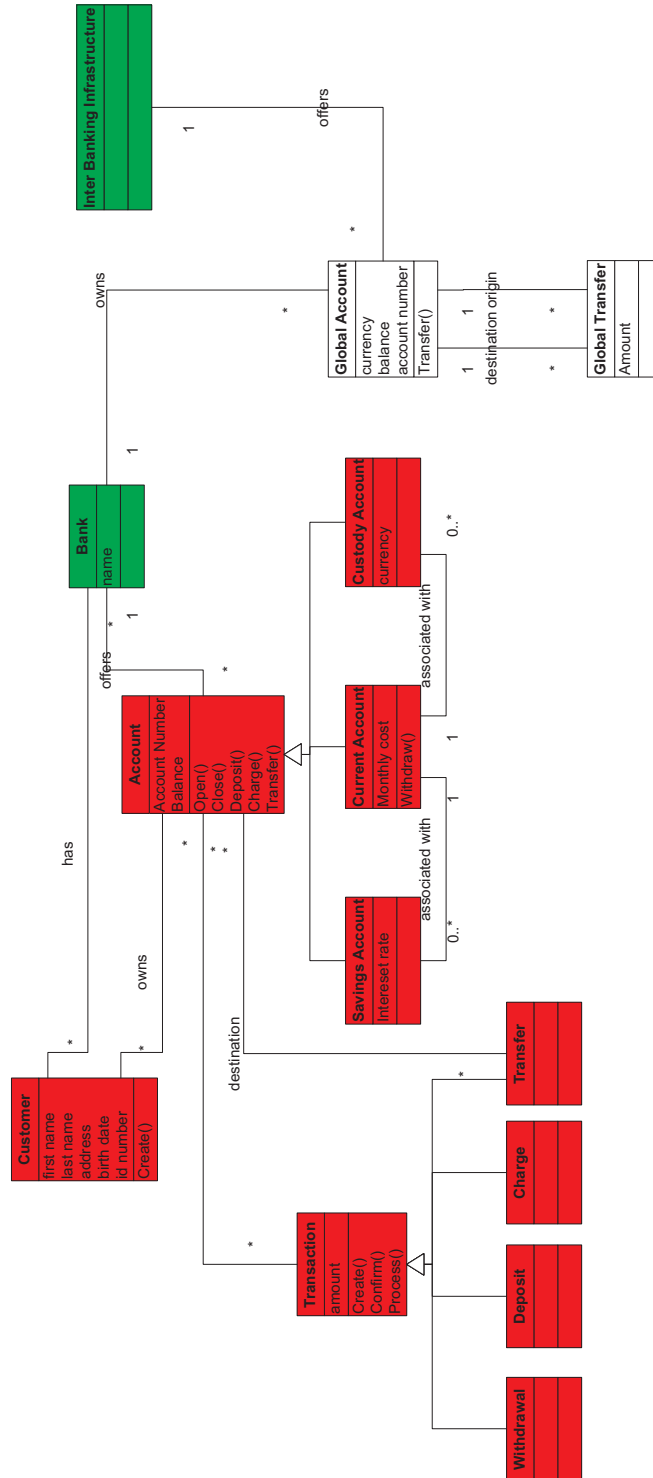 Customer
first name
last name
address
birth date
id number
Create()
*
*
has
owns
Bank
name
*
1
1
offers
*
owns
*
Inter Banking Infrastructure
1
offers
*
Account
Account Number
Balance
Open()
Close()
Deposit()
Charge()
Transfer()
*
*
*
destination
Global Account
currency
balance
account number
Transfer()
1
1
destination origin
*
*
Global Transfer
Amount
Transaction
amount
Create()
Confirm()
Process()
*
Savings Account
Intereset rate
Current Account
Monthly cost
Withdraw()
Custody Account
currency
associated with
0..*
1
associated with
1
0..*
Withdrawal
Deposit
Charge
Transfer
*